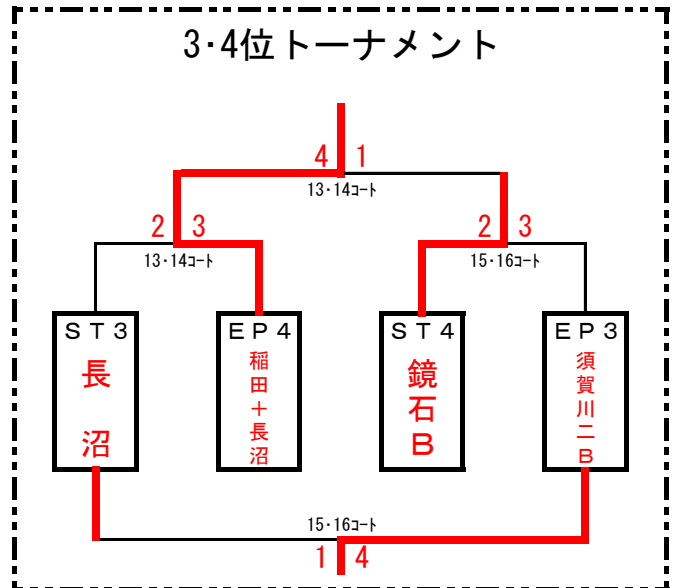 3･4位トーナメント
4 1
13･14ｺｰﾄ
2 3
2 3
13･14ｺｰﾄ
15･16ｺｰﾄ
ＳＴ３
ＥＰ４
ＳＴ４
ＥＰ３
長沼
稲田＋長沼
鏡石Ｂ
須賀川二Ｂ
15･16ｺｰﾄ
1 4